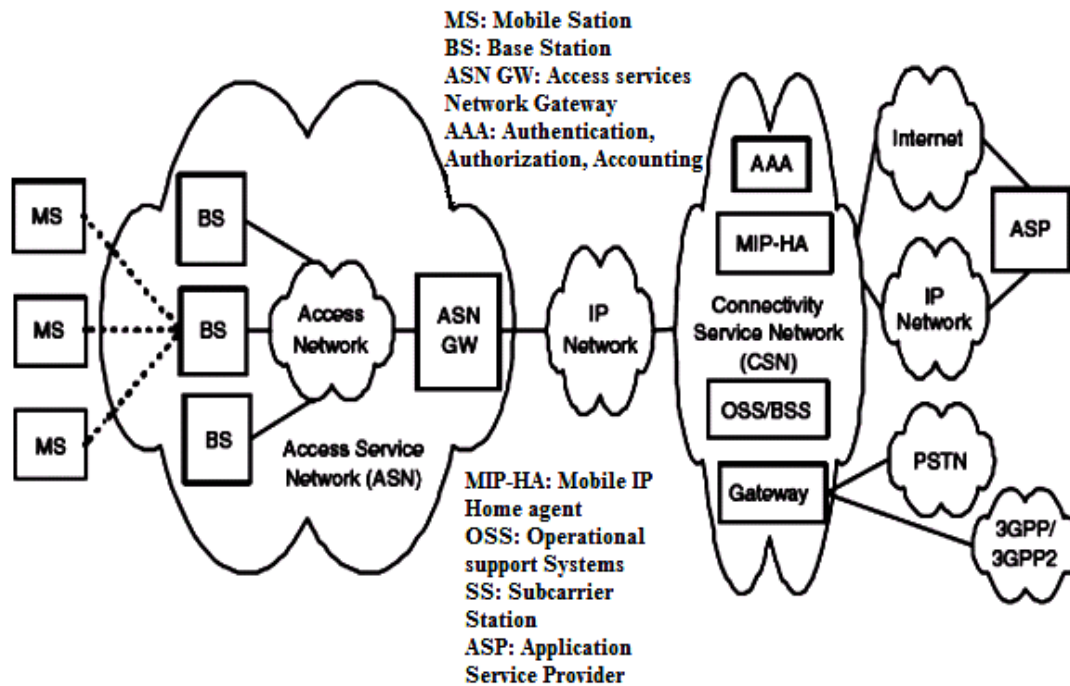 MS: Mobile Sation
BS: Base Station
ASN GW: Access services
Network Gateway
AAA: Authentication,
Authorization, Accounting
MS
MS
MS
BS
BS
BS
Access
Network
ASN
GW
Access Service
Network (ASN)
IP
Network
AAA
MIP-HA
Connectivity
Service Network
(CSN)
OSS/BSS
Gateway
Internet
IP
Network
ASP
PSTN
3GPP/
3GPP2
MIP-HA: Mobile IP
Home agent
OSS: Operational
support Systems
SS: Subcarrier
Station
ASP: Application
Service Provider